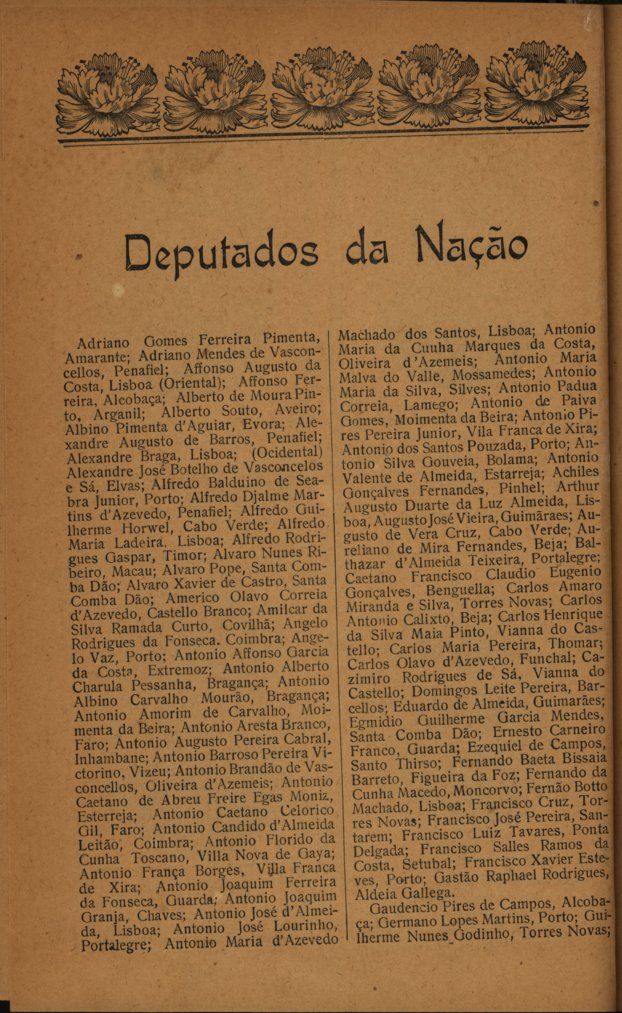 Deputados da Nação
Adriano Gomes Ferreira Pimenta,
Amarante; Adriano Mendes de Vascon-
cellos, Penafiel; Affonso Augusto da
Costa, Lisboa (Oriental); Affonso Fer-
reira, Alcobaça; Alberto de Moura Pin-
to, Arganil; Alberto Souto, Aveiro;
Albino Pimenta d'Aguiar, Evora; Ale-
xandre Augusto de Barros, Penafiel;
Alexandre Braga, Lisboa; (Ocidental)
Alexandre José Botelho de Vasconcelos
e Sá, Elvas; Alfredo Balduino de Sea-
bra Junior, Porto; Alfredo Djalme Mar-
tins d'Azevedo, Penafiel; Alfredo Gui-
lherme Horwel, Cabo Verde; Alfredo
Maria Ladeira, Lisboa; Alfredo Rodri-
gues Gaspar, Timor; Alvaro Nunes Ri-
beiro, Macau; Alvaro Pope, Santa Com-
ba Dão; Alvaro Xavier de Castro, Santa
Comba Dão; Americo Olavo Correia
d'Azevedo, Castello Branco; Amilcar da
Silva Ramada Curto, Covilhã; Angelo
Rodrigues da Fonseca. Coimbra; Ange-
lo Vaz, Porto; Antonio Affonso Garcia
da Costa, Extremoz; Antonio Alberto
Charula Pessanha, Bragança; Antonio
Albino Carvalho Mourão, Bragança;
Antonio Amorim de Carvalho, Moi-
menta da Beira; Antonio Aresta Branco,
Faro; Antonio Augusto Pereira Cabral,
Inhambane; Antonio Barroso Pereira Vi-
ctorino, Vizeu; Antonio Brandão de Vas-
concellos, Oliveira d'Azemeis; Antonio
Caetano de Abreu Freire Egas Moniz,
Esterreja; Antonio Caetano Celorico
Gil, Faro; Antonio Candido d'Almeida
Leitão, Coimbra; Antonio Florido da
Cunha Toscano, Villa Nova de Gaya;
Antonio França Borges, Villa Franca
de Xira; Antonio Joaquim Ferreira
da Fonseca, Guarda; Antonio Joaquim
Granja, Chaves; Antonio José d'Almei-
da, Lisboa; Antonio José Lourinho,
Portalegre; Antonio Maria d'Azevedo
Machado dos Santos, Lisboa; Antonio
Maria da Cunha Marques da Costa,
Oliveira d'Azemeis; Antonio Maria
Malva do Valle, Mossamedes; Antonio
Maria da Silva, Silves; Antonio Padua
Correia, Lamego; Antonio de Paiva
Gomes, Moimenta da Beira; Antonio Pi-
res Pereira Junior, Vila Franca de Xira;
Antonio dos Santos Pouzada, Porto; An-
tonio Silva Gouveia, Bolama; Antonio
Valente de Almeida, Estarreja; Achiles
Gonçalves Fernandes, Pinhel; Arthur
Augusto Duarte da Luz Almeida, Lis-
boa, Augusto José Vieira, Guimãraes; Au-
gusto de Vera Cruz, Cabo Verde; Au-
reliano de Mira Fernandes, Beja; Bal-
thazar d'Almeida Teixeira, Portalegre;
Caetano Francisco Claudio Eugenio
Gonçalves, Benguella; Carlos Amaro
Miranda e Silva, Torres Novas; Carlos
Antonio Calixto, Beja; Carlos Henrique
da Silva Maia Pinto, Vianna do Cas-
tello; Carlos Maria Pereira, Thomar;
Carlos Olavo d'Azevedo, Funchal; Ca-
zimiro Rodrigues de Sá, Vianna do
Castello; Domingos Leite Pereira, Bar-
cellos; Eduardo de Almeida, Guimarães;
Egmidio Guilherme Garcia Mendes,
Santa Comba Dão; Ernesto Carneiro
Franco, Guarda; Ezequiel de Campos,
Santo Thirso; Fernando Baeta Bissaia
Barreto, Figueira da Foz; Fernando da
Cunha Macedo, Moncorvo; Fernão Botto
Machado, Lisboa; Francisco Cruz, Tor-
res Novas; Francisco José Pereira, San-
tarem; Francisco Luiz Tavares, Ponta
Delgada; Francisco Salles Ramos da
Costa, Setubal; Francisco Xavier Este-
ves, Porto; Gastão Raphael Rodrigues,
Aldeia Gallega.
Gaudencio Pires de Campos, Alcoba-
ça; Germano Lopes Martins, Porto; Gui-
lherme Nunes Godinho, Torres Novas;